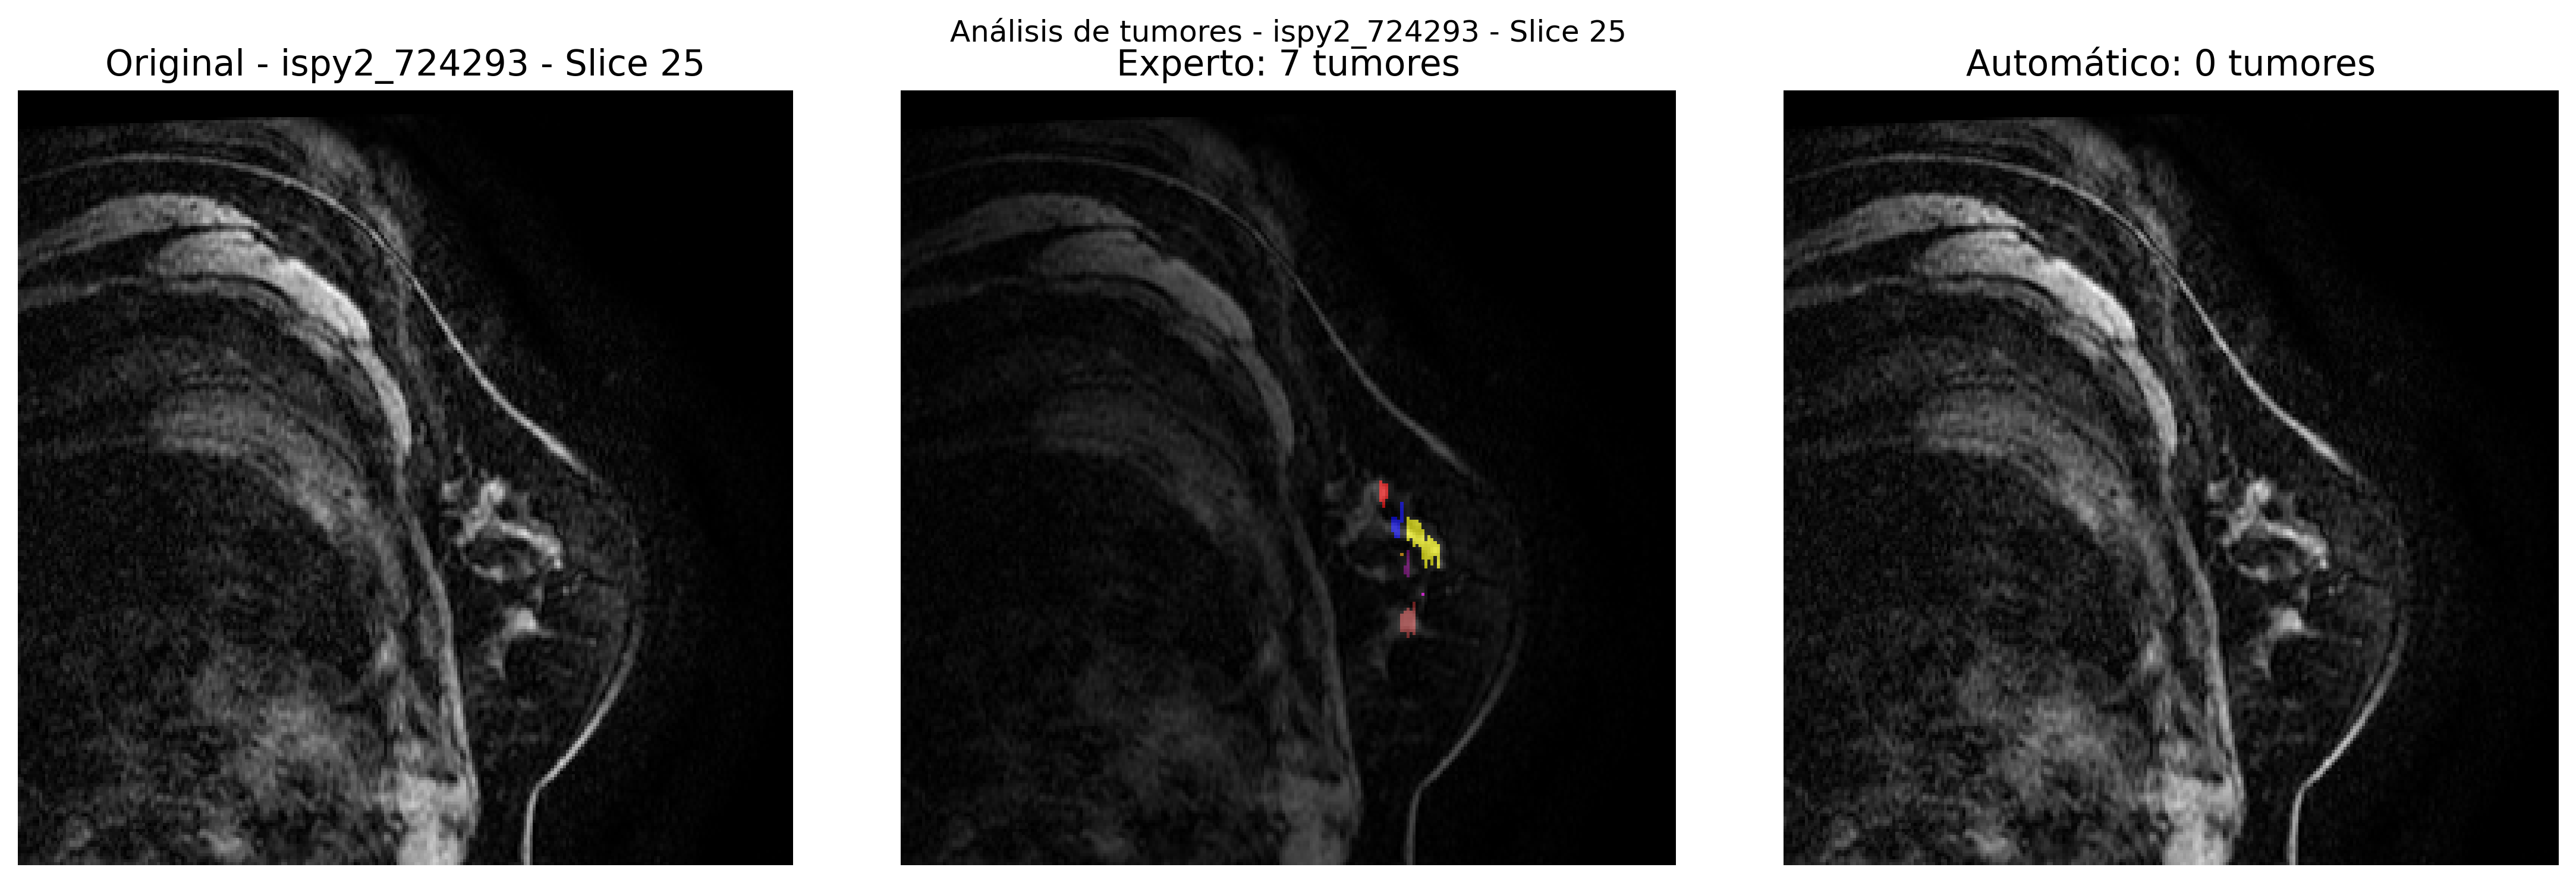 Análisis de tumores - ispy2_724293 - Slice 25
Original - ispy2_724293 - Slice 25
Experto: 7 tumores
Automático: 0 tumores